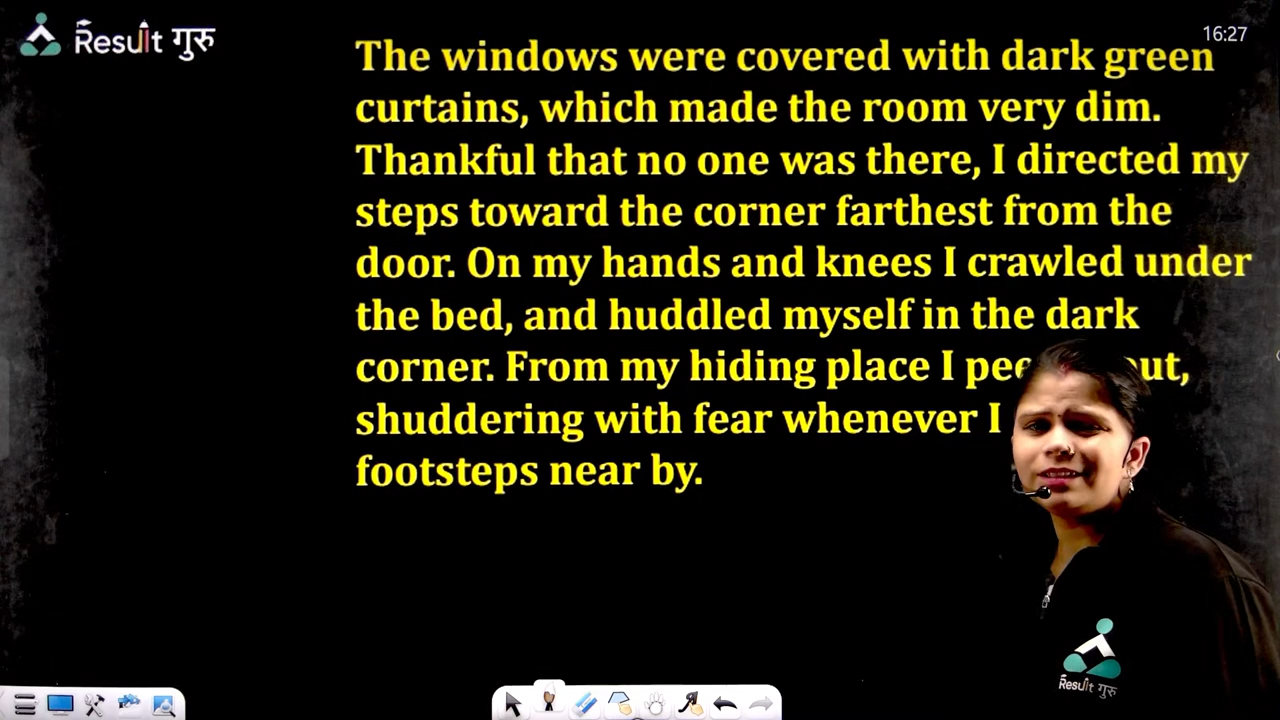 Result गुरु
16:27
The windows were covered with dark green
curtains, which made the room very dim.
Thankful that no one was there, I directed my
steps toward the corner farthest from the
door. On my hands and knees I crawled under
the bed, and huddled myself in the dark
corner. From my hiding place I
shuddering with fear whenever I
footsteps near by.
Result गुरु